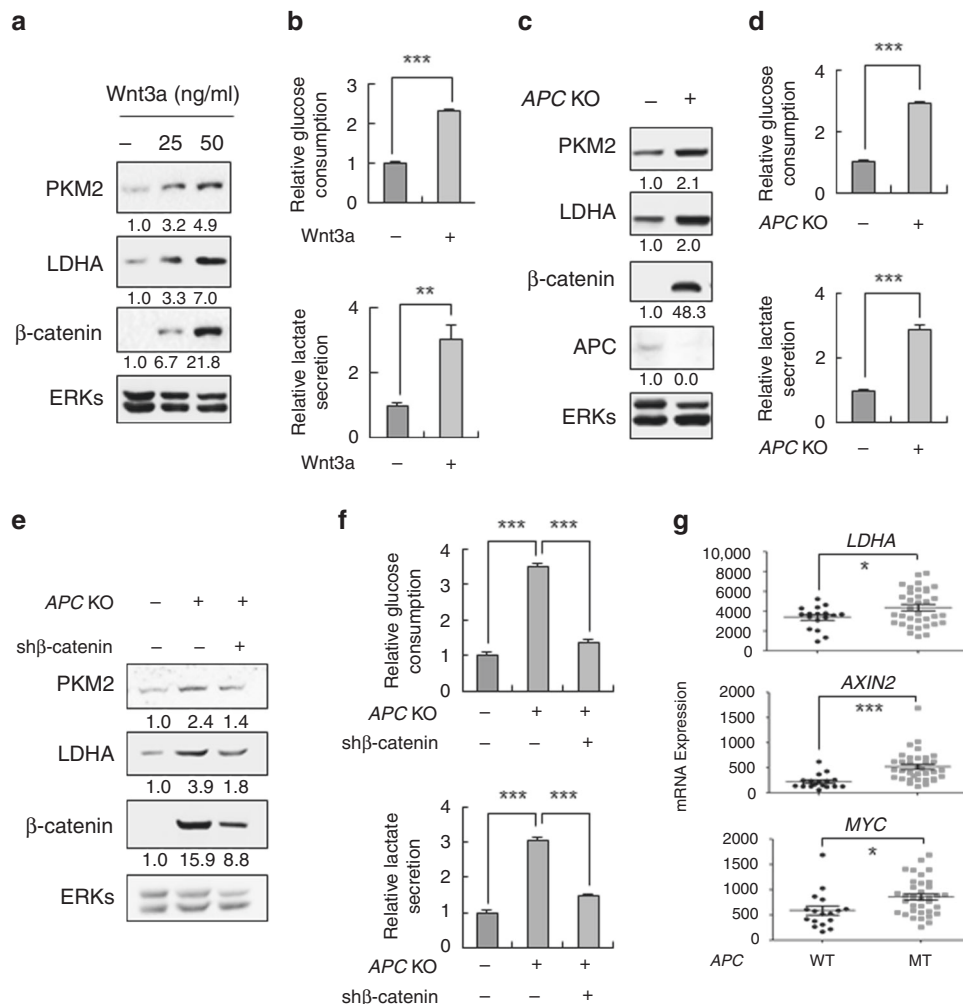 a
Wnt3a (ng/ml)
– 25 50
PKM2
1.0 3.2 4.9
LDHA
1.0 3.3 7.0
β-catenin
1.0 6.7 21.8
ERKs
b
***
Relative glucose
consumption
3
2
1
0
Wnt3a – +
**
Relative lactate
secretion
4
2
0
Wnt3a – +
c
APC KO – +
PKM2
1.0 2.1
LDHA
1.0 2.0
β-catenin
1.0 48.3
APC
1.0 0.0
ERKs
d
***
Relative glucose
consumption
4
2
0
APC KO – +
***
Relative lactate
secretion
4
2
0
APC KO – +
e
APC KO – + +
shβ-catenin – – +
PKM2
1.0 2.4 1.4
LDHA
1.0 3.9 1.8
β-catenin
1.0 15.9 8.8
ERKs
f
*** ***
Relative glucose
consumption
4
3
2
1
0
APC KO – + +
shβ-catenin – – +
*** ***
Relative lactate
secretion
4
3
2
1
0
APC KO – + +
shβ-catenin – – +
g
mRNA Expression
LDHA
*
10,000
8000
6000
4000
2000
0
AXIN2
***
2000
1500
1000
500
0
MYC
*
2000
1500
1000
500
0
APC WT MT